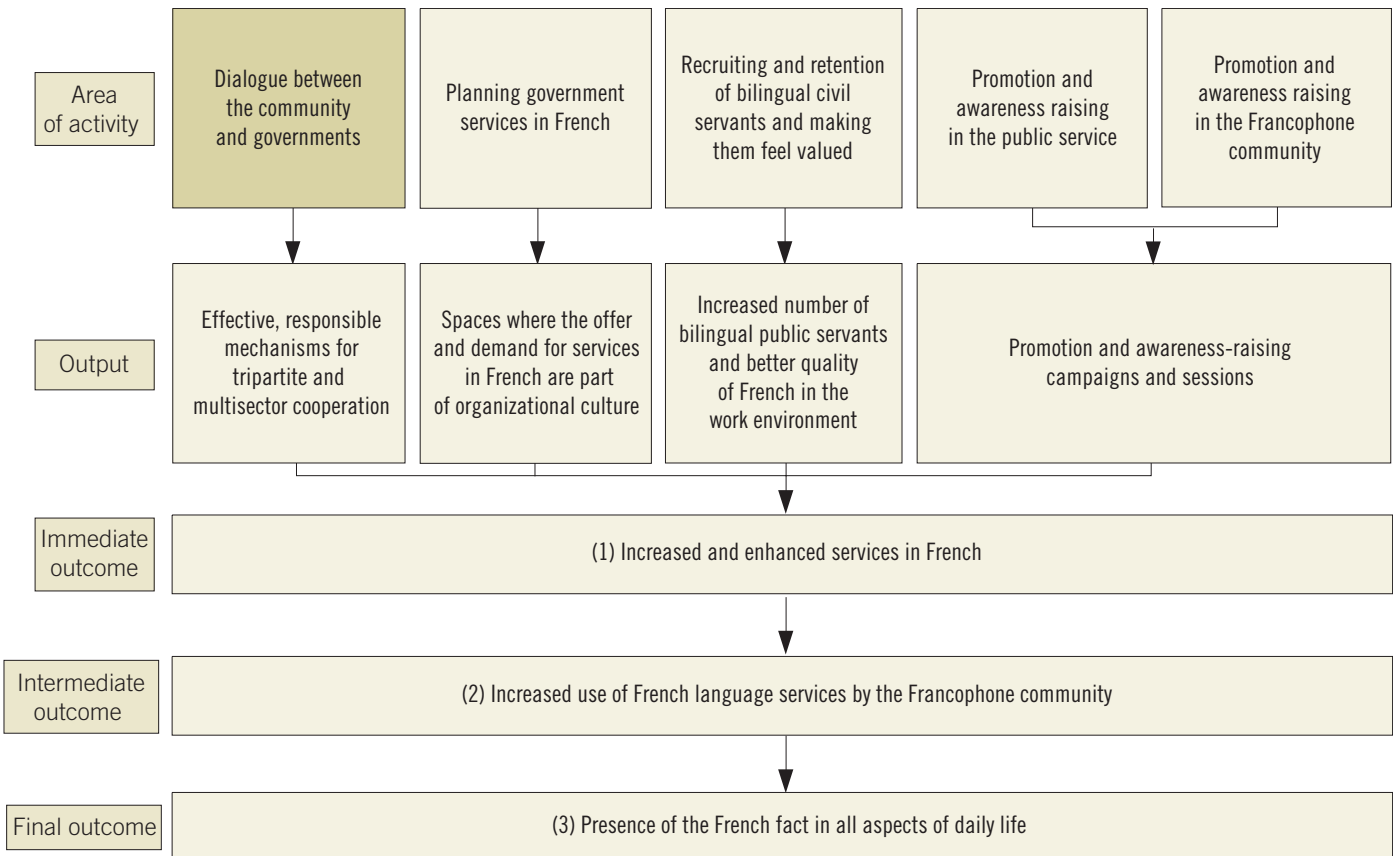 Area
of activity
Dialogue between
the community
and governments
Planning government
services in French
Recruiting and retention
of bilingual civil
servants and making
them feel valued
Promotion and
awareness raising
in the public service
Promotion and
awareness raising
in the Francophone
community
Output
Effective, responsible
mechanisms for
tripartite and
multisector cooperation
Spaces where the offer
and demand for services
in French are part
of organizational culture
Increased number of
bilingual public servants
and better quality
of French in the
work environment
Promotion and awareness-raising
campaigns and sessions
Immediate
outcome
(1) Increased and enhanced services in French
Intermediate
outcome
(2) Increased use of French language services by the Francophone community
Final outcome
(3) Presence of the French fact in all aspects of daily life